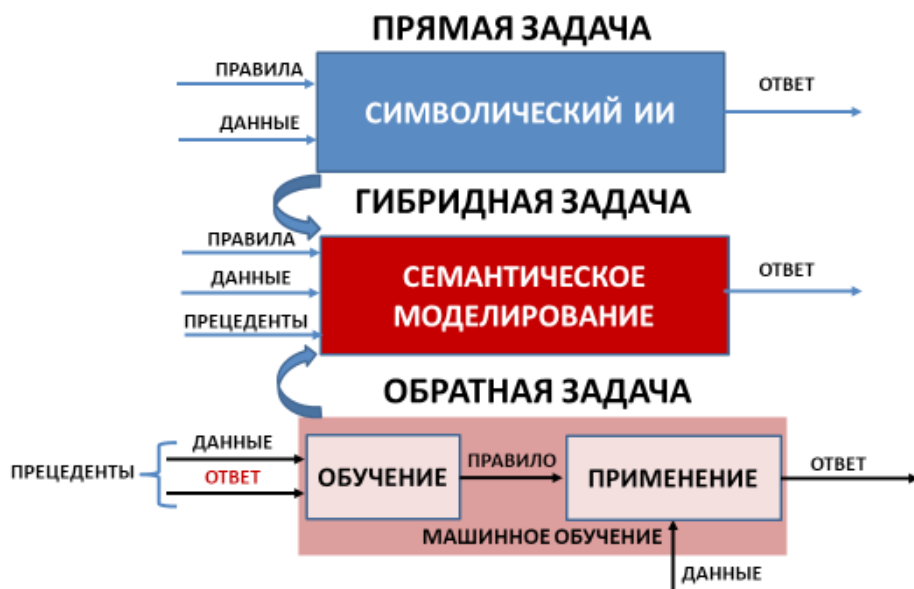 ПРЯМАЯ ЗАДАЧА
ПРАВИЛА
ДАННЫЕ
СИМВОЛИЧЕСКИЙ ИИ
ОТВЕТ
ГИБРИДНАЯ ЗАДАЧА
ПРАВИЛА
ДАННЫЕ
ПРЕЦЕДЕНТЫ
СЕМАНТИЧЕСКОЕ
МОДЕЛИРОВАНИЕ
ОТВЕТ
ОБРАТНАЯ ЗАДАЧА
ПРЕЦЕДЕНТЫ
ДАННЫЕ
ОТВЕТ
ОБУЧЕНИЕ
ПРАВИЛО
ПРИМЕНЕНИЕ
ОТВЕТ
МАШИННОЕ ОБУЧЕНИЕ
ДАННЫЕ